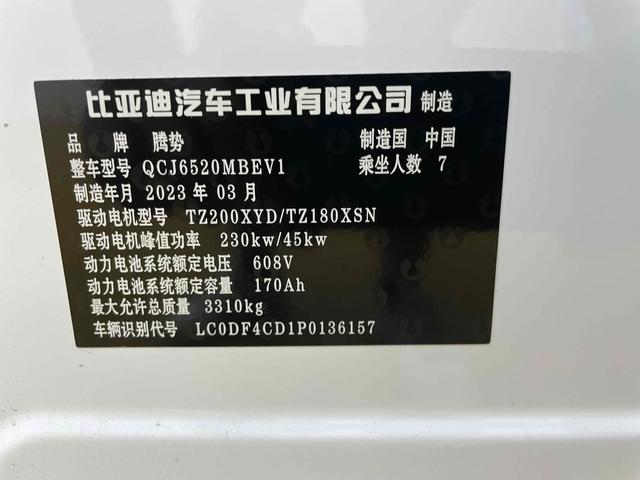 比亚迪汽车工业有限公司 制造
品 牌 腾势 制造国 中国
整车型号 QCJ6520MBEV1 乘坐人数 7
制造年月 2023 年 03 月
驱动电机型号 TZ200XYD/TZ180XSN
驱动电机峰值功率 230kw/45kw
动力电池系统额定电压 608V
动力电池系统额定容量 170Ah
最大允许总质量 3310kg
车辆识别代号 LC0DF4CD1P0136157